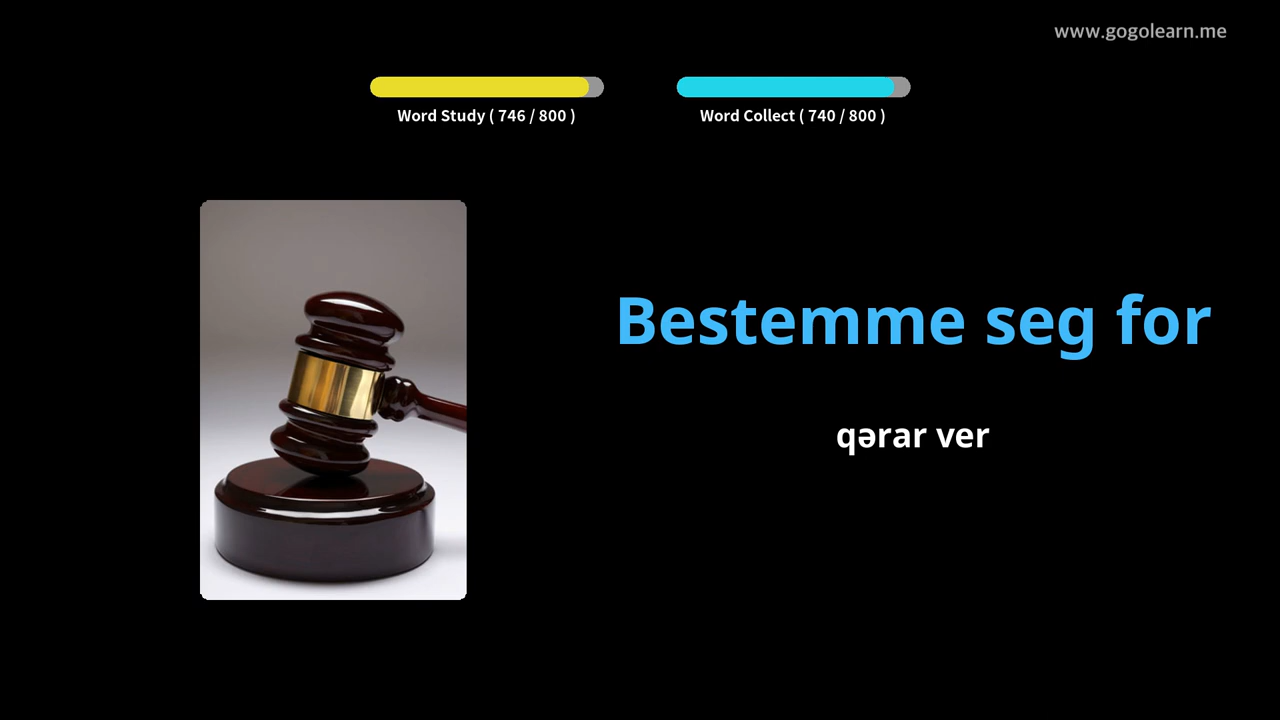 www.gogolearn.me
Word Study ( 746 / 800 )
Word Collect ( 740 / 800 )
Bestemme seg for
qərar ver